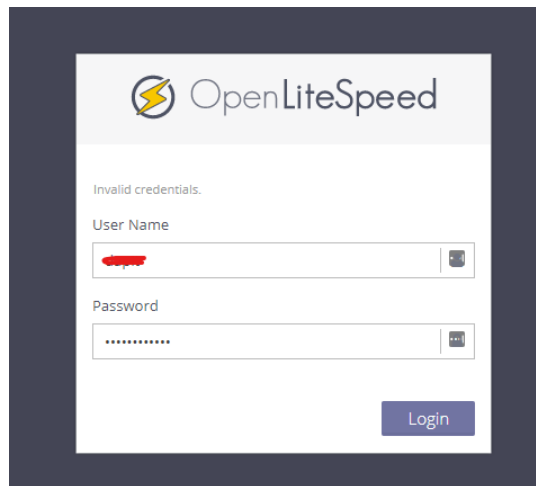 OpenLiteSpeed
Invalid credentials.
User Name
Password
••••••••••••
Login